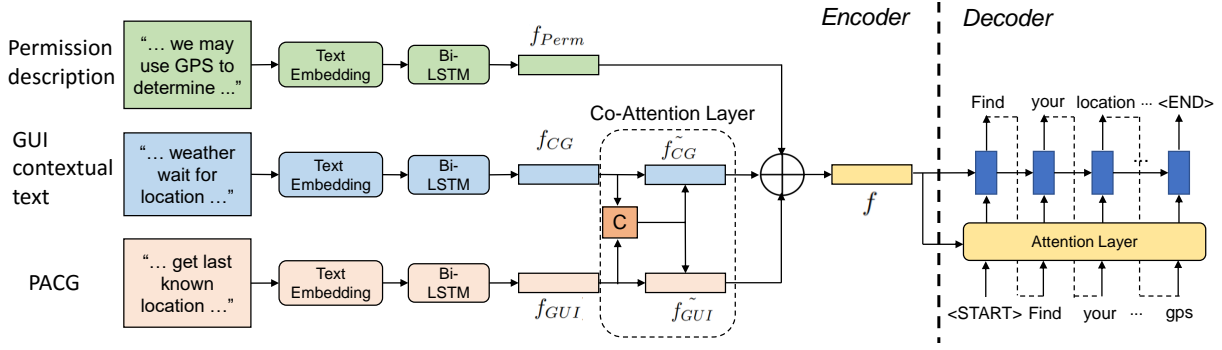 Encoder
Decoder
Permission
description
“… we may
use GPS to
determine ...”
Text
Embedding
Bi-
LSTM
f_Perm
GUI
contextual
text
“… weather
wait for
location …”
Text
Embedding
Bi-
LSTM
f_CG
Co-Attention Layer
f̃_CG
C
PACG
“… get last
known
location …”
Text
Embedding
Bi-
LSTM
f_GUI
f̃_GUI
f
Find your location ... <END>
...
Attention Layer
<START> Find your ... gps